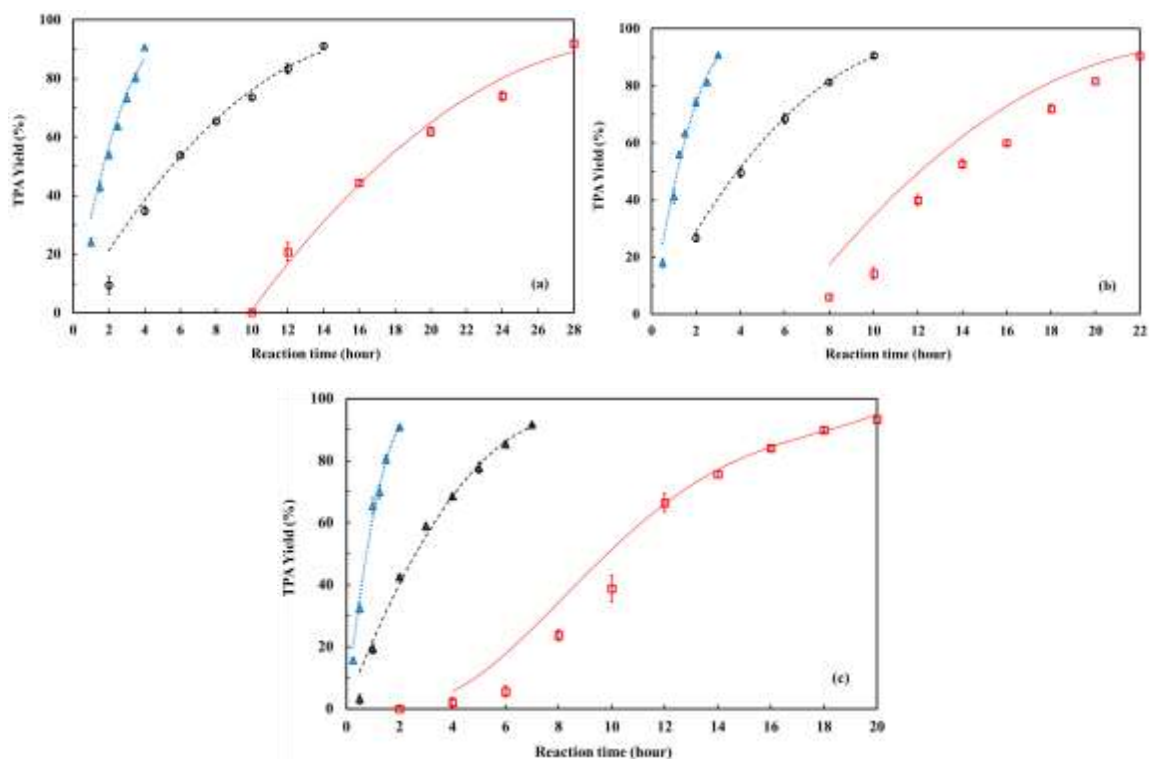 100
80
60
40
20
0
TPA Yield (%)
0 2 4 6 8 10 12 14 16 18 20 22 24 26 28
Reaction time (hour)
(a)
100
80
60
40
20
0
TPA Yield (%)
0 2 4 6 8 10 12 14 16 18 20 22
Reaction time (hour)
(b)
100
80
60
40
20
0
TPA Yield (%)
0 2 4 6 8 10 12 14 16 18 20
Reaction time (hour)
(c)